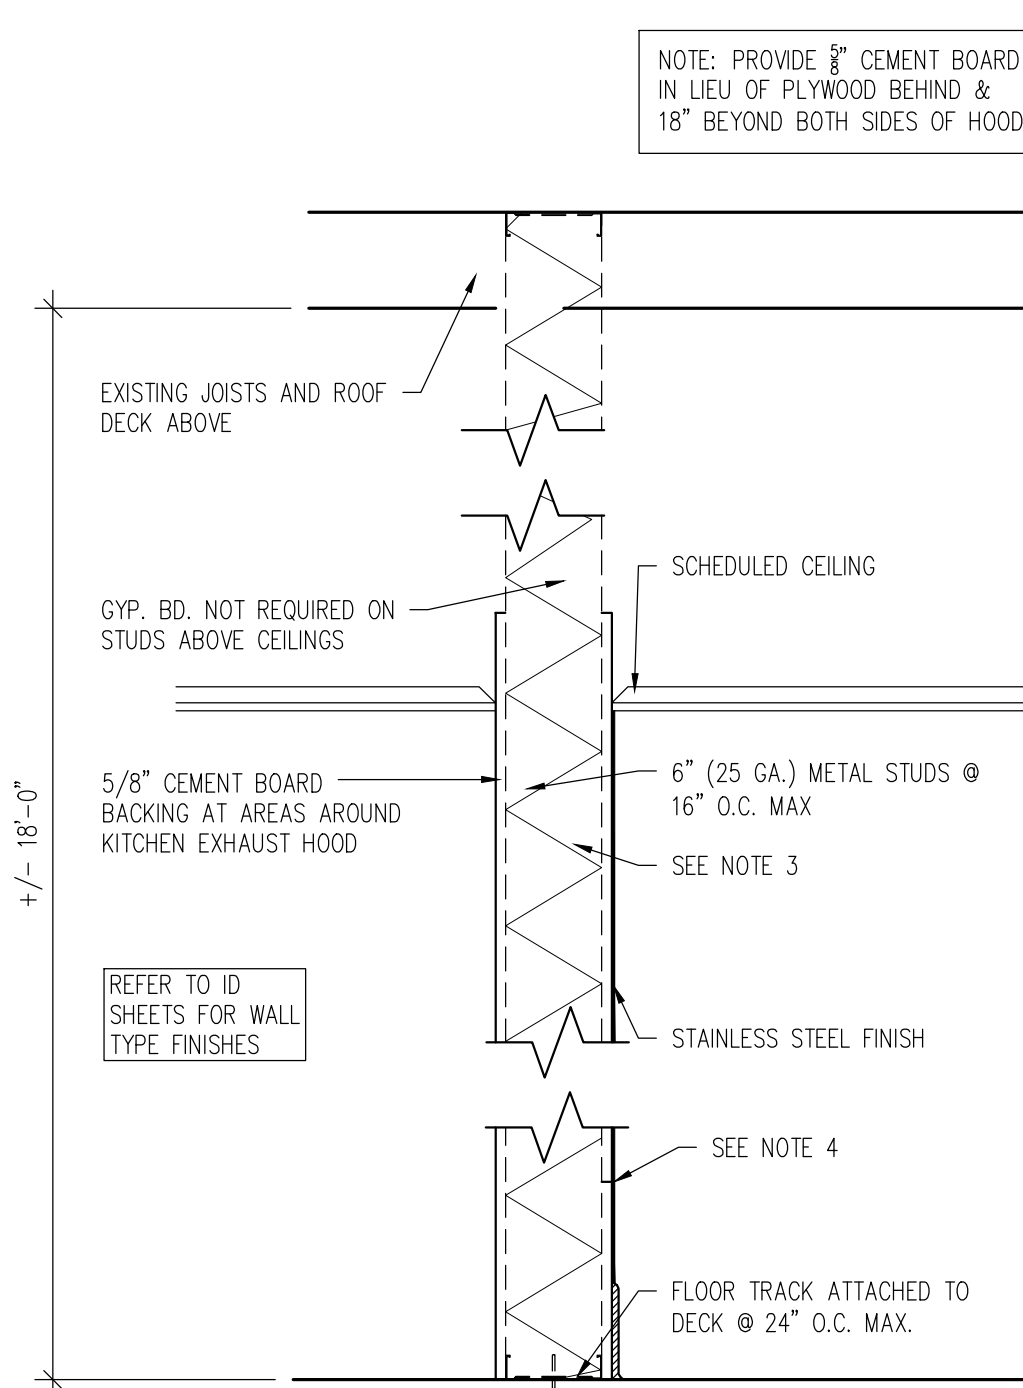 NOTE: PROVIDE 5/8" CEMENT BOARD
IN LIEU OF PLYWOOD BEHIND &
18" BEYOND BOTH SIDES OF HOOD
EXISTING JOISTS AND ROOF
DECK ABOVE
SCHEDULED CEILING
GYP. BD. NOT REQUIRED ON
STUDS ABOVE CEILINGS
5/8" CEMENT BOARD
BACKING AT AREAS AROUND
KITCHEN EXHAUST HOOD
6" (25 GA.) METAL STUDS @
16" O.C. MAX
SEE NOTE 3
+/- 18'-0"
REFER TO ID
SHEETS FOR WALL
TYPE FINISHES
STAINLESS STEEL FINISH
SEE NOTE 4
FLOOR TRACK ATTACHED TO
DECK @ 24" O.C. MAX.